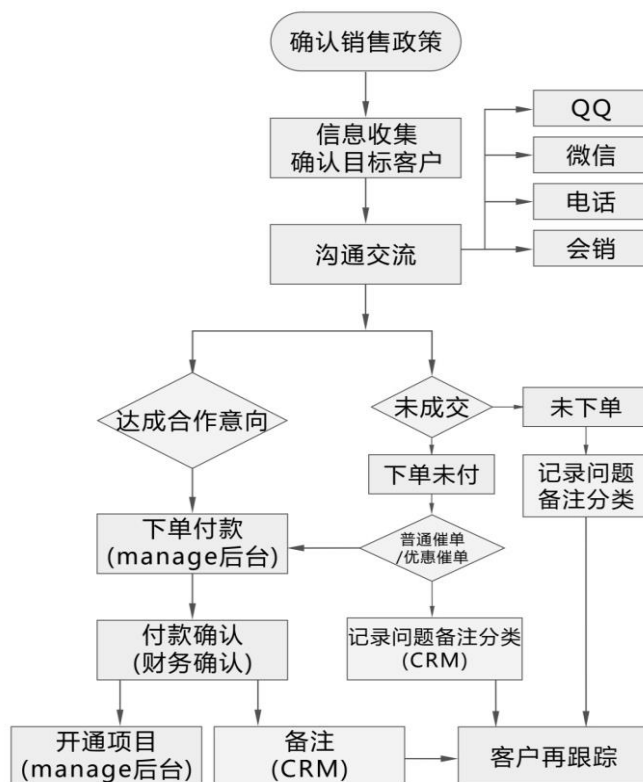 确认销售政策
信息收集
确认目标客户
QQ
微信
电话
会销
沟通交流
达成合作意向
未成交
未下单
下单未付
记录问题
备注分类
下单付款
(manage后台)
普通催单
/优惠催单
付款确认
(财务确认)
记录问题备注分类
(CRM)
开通项目
(manage后台)
备注
(CRM)
客户再跟踪